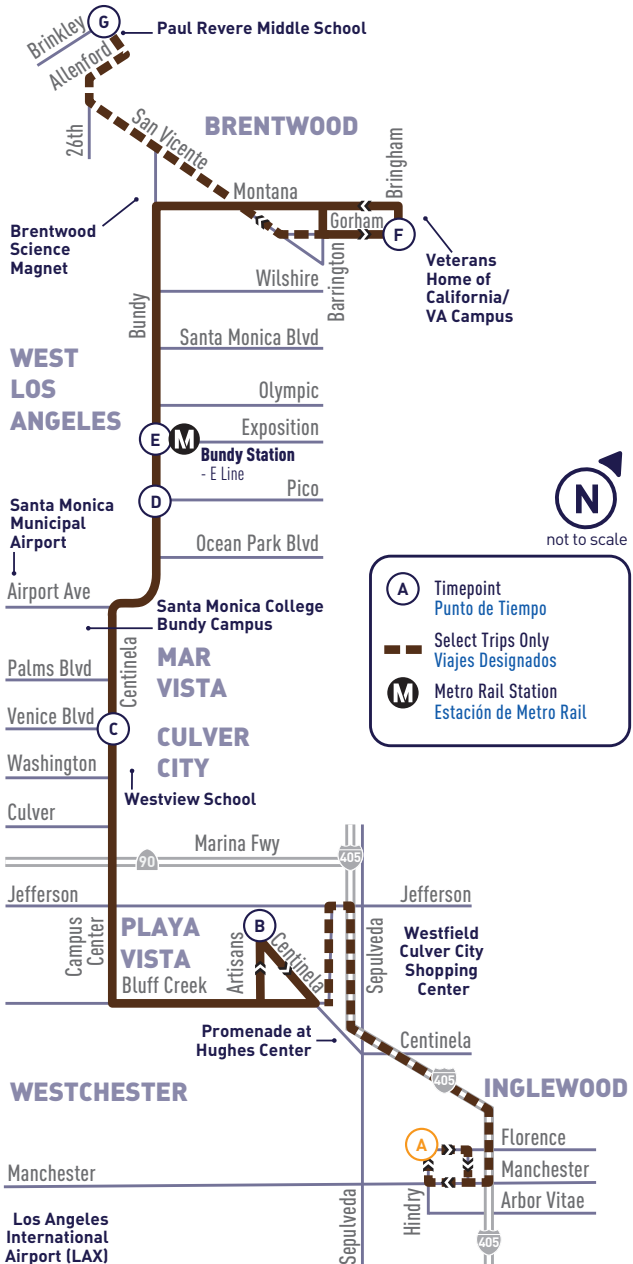 G
Paul Revere Middle School
Brinkley
Allenford
26th
San Vicente
BRENTWOOD
Bringham
Montana
Gorham
F
Brentwood
Science
Magnet
Barrington
Veterans
Home of
California/
VA Campus
Wilshire
Bundy
Santa Monica Blvd
WEST
LOS
ANGELES
Olympic
Exposition
E
M
Bundy Station
- E Line
Pico
D
N
not to scale
Santa Monica
Municipal
Airport
Ocean Park Blvd
Airport Ave
Santa Monica College
Bundy Campus
A
Timepoint
Punto de Tiempo
Select Trips Only
Viajes Designados
M
Metro Rail Station
Estación de Metro Rail
Centinela
MAR
VISTA
Palms Blvd
Venice Blvd
C
CULVER
CITY
Washington
Westview School
Culver
Marina Fwy
90
405
Jefferson
Jefferson
Campus
Center
PLAYA
VISTA
Bluff Creek
Artisans
B
Centinela
Sepulveda
Westfield
Culver City
Shopping
Center
Promenade at
Hughes Center
Centinela
405
WESTCHESTER
INGLEWOOD
A
Florence
Manchester
Manchester
Arbor Vitae
Hindry
Sepulveda
405
Los Angeles
International
Airport (LAX)